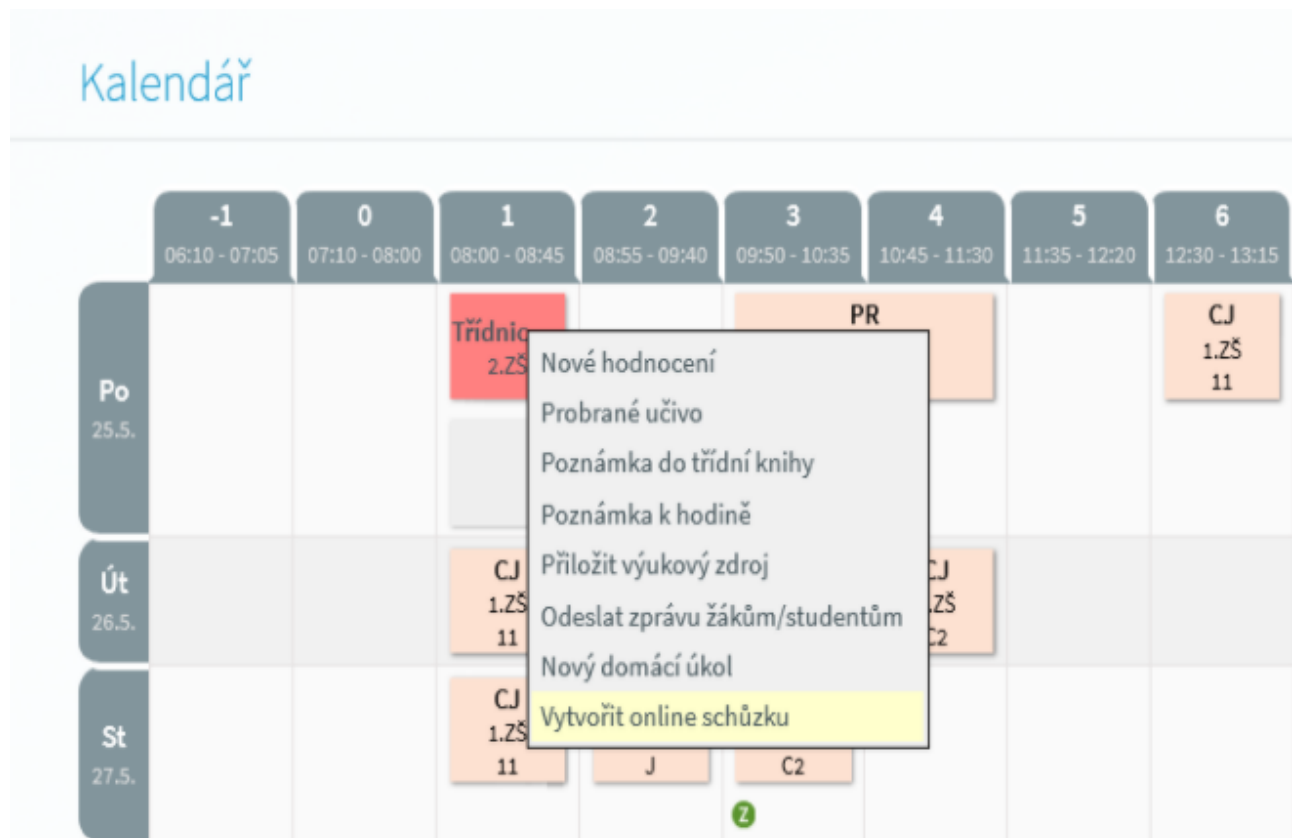 Kalendář
-1 0 1 2 3 4 5 6
06:10 - 07:05 07:10 - 08:00 08:00 - 08:45 08:55 - 09:40 09:50 - 10:35 10:45 - 11:30 11:35 - 12:20 12:30 - 13:15
Po
25.5.
Třídnic
2.ZŠ
PR
CJ
1.ZŠ
11
Nové hodnocení
Probrané učivo
Poznámka do třídní knihy
Poznámka k hodině
Přiložit výukový zdroj
Odeslat zprávu žákům/studentům
Nový domácí úkol
Vytvořit online schůzku
Út
26.5.
CJ
1.ZŠ
11
CJ
.ZŠ
C2
St
27.5.
CJ
1.ZŠ
11
J
C2
Z